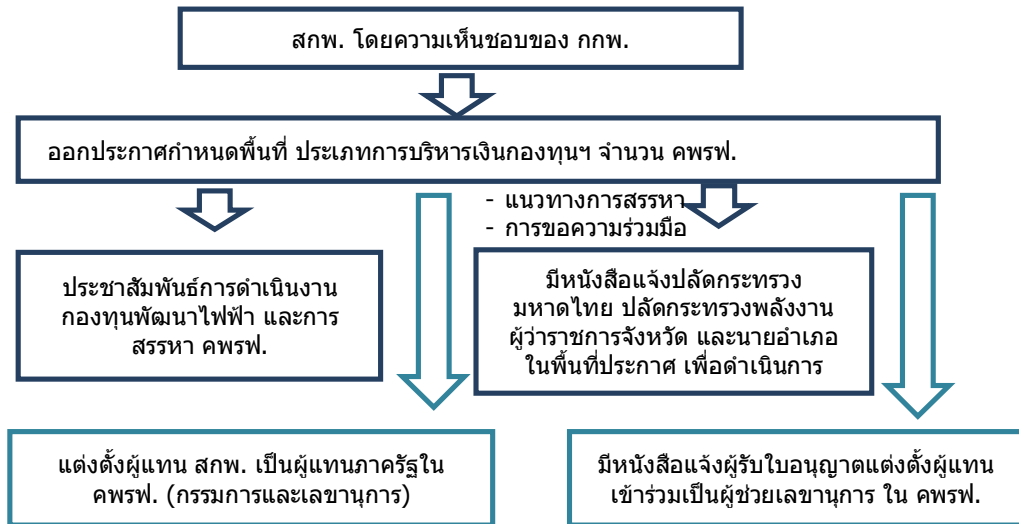 สกพ. โดยความเห็นชอบของ กกพ.
ออกประกาศกำหนดพื้นที่ ประเภทการบริหารเงินกองทุนฯ จำนวน คพรฟ.
- แนวทางการสรรหา
- การขอความร่วมมือ
ประชาสัมพันธ์การดำเนินงาน
กองทุนพัฒนาไฟฟ้า และการ
สรรหา คพรฟ.
มีหนังสือแจ้งปลัดกระทรวง
มหาดไทย ปลัดกระทรวงพลังงาน
ผู้ว่าราชการจังหวัด และนายอำเภอ
ในพื้นที่ประกาศ เพื่อดำเนินการ
แต่งตั้งผู้แทน สกพ. เป็นผู้แทนภาครัฐใน
คพรฟ. (กรรมการและเลขานุการ)
มีหนังสือแจ้งผู้รับใบอนุญาตแต่งตั้งผู้แทน
เข้าร่วมเป็นผู้ช่วยเลขานุการ ใน คพรฟ.